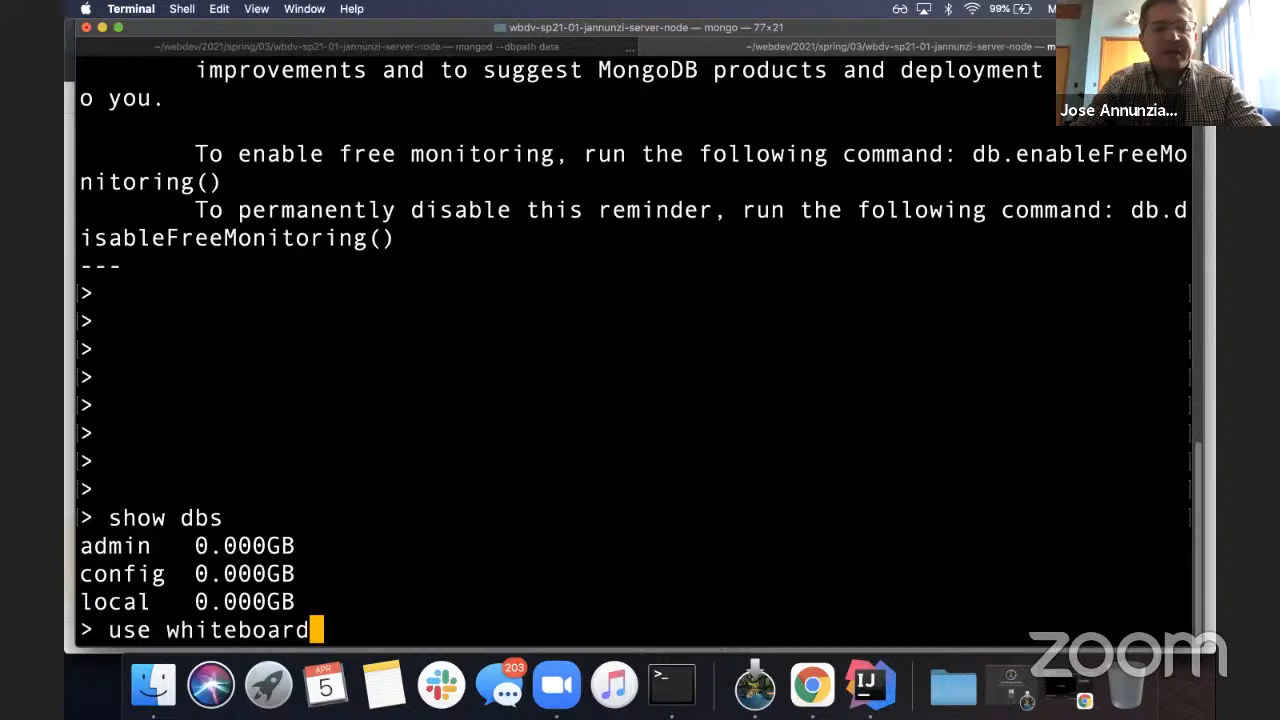 Terminal Shell Edit View Window Help 99% M
wbdv-sp21-01-jannunzi-server-node — mongo — 77×21
~/webdev/2021/spring/03/wbdv-sp21-01-jannunzi-server-node — mongod --dbpath data ... ~/webdev/2021/spring/03/wbdv-sp21-01-jannunzi-server-node — m
improvements and to suggest MongoDB products and deployment
o you.
To enable free monitoring, run the following command: db.enableFreeMo
nitoring()
To permanently disable this reminder, run the following command: db.d
isableFreeMonitoring()
---
>
>
>
>
>
>
>
>
> show dbs
admin 0.000GB
config 0.000GB
local 0.000GB
> use whiteboard
Jose Annunzia...
APR
5
203
>_
IJ
zoom